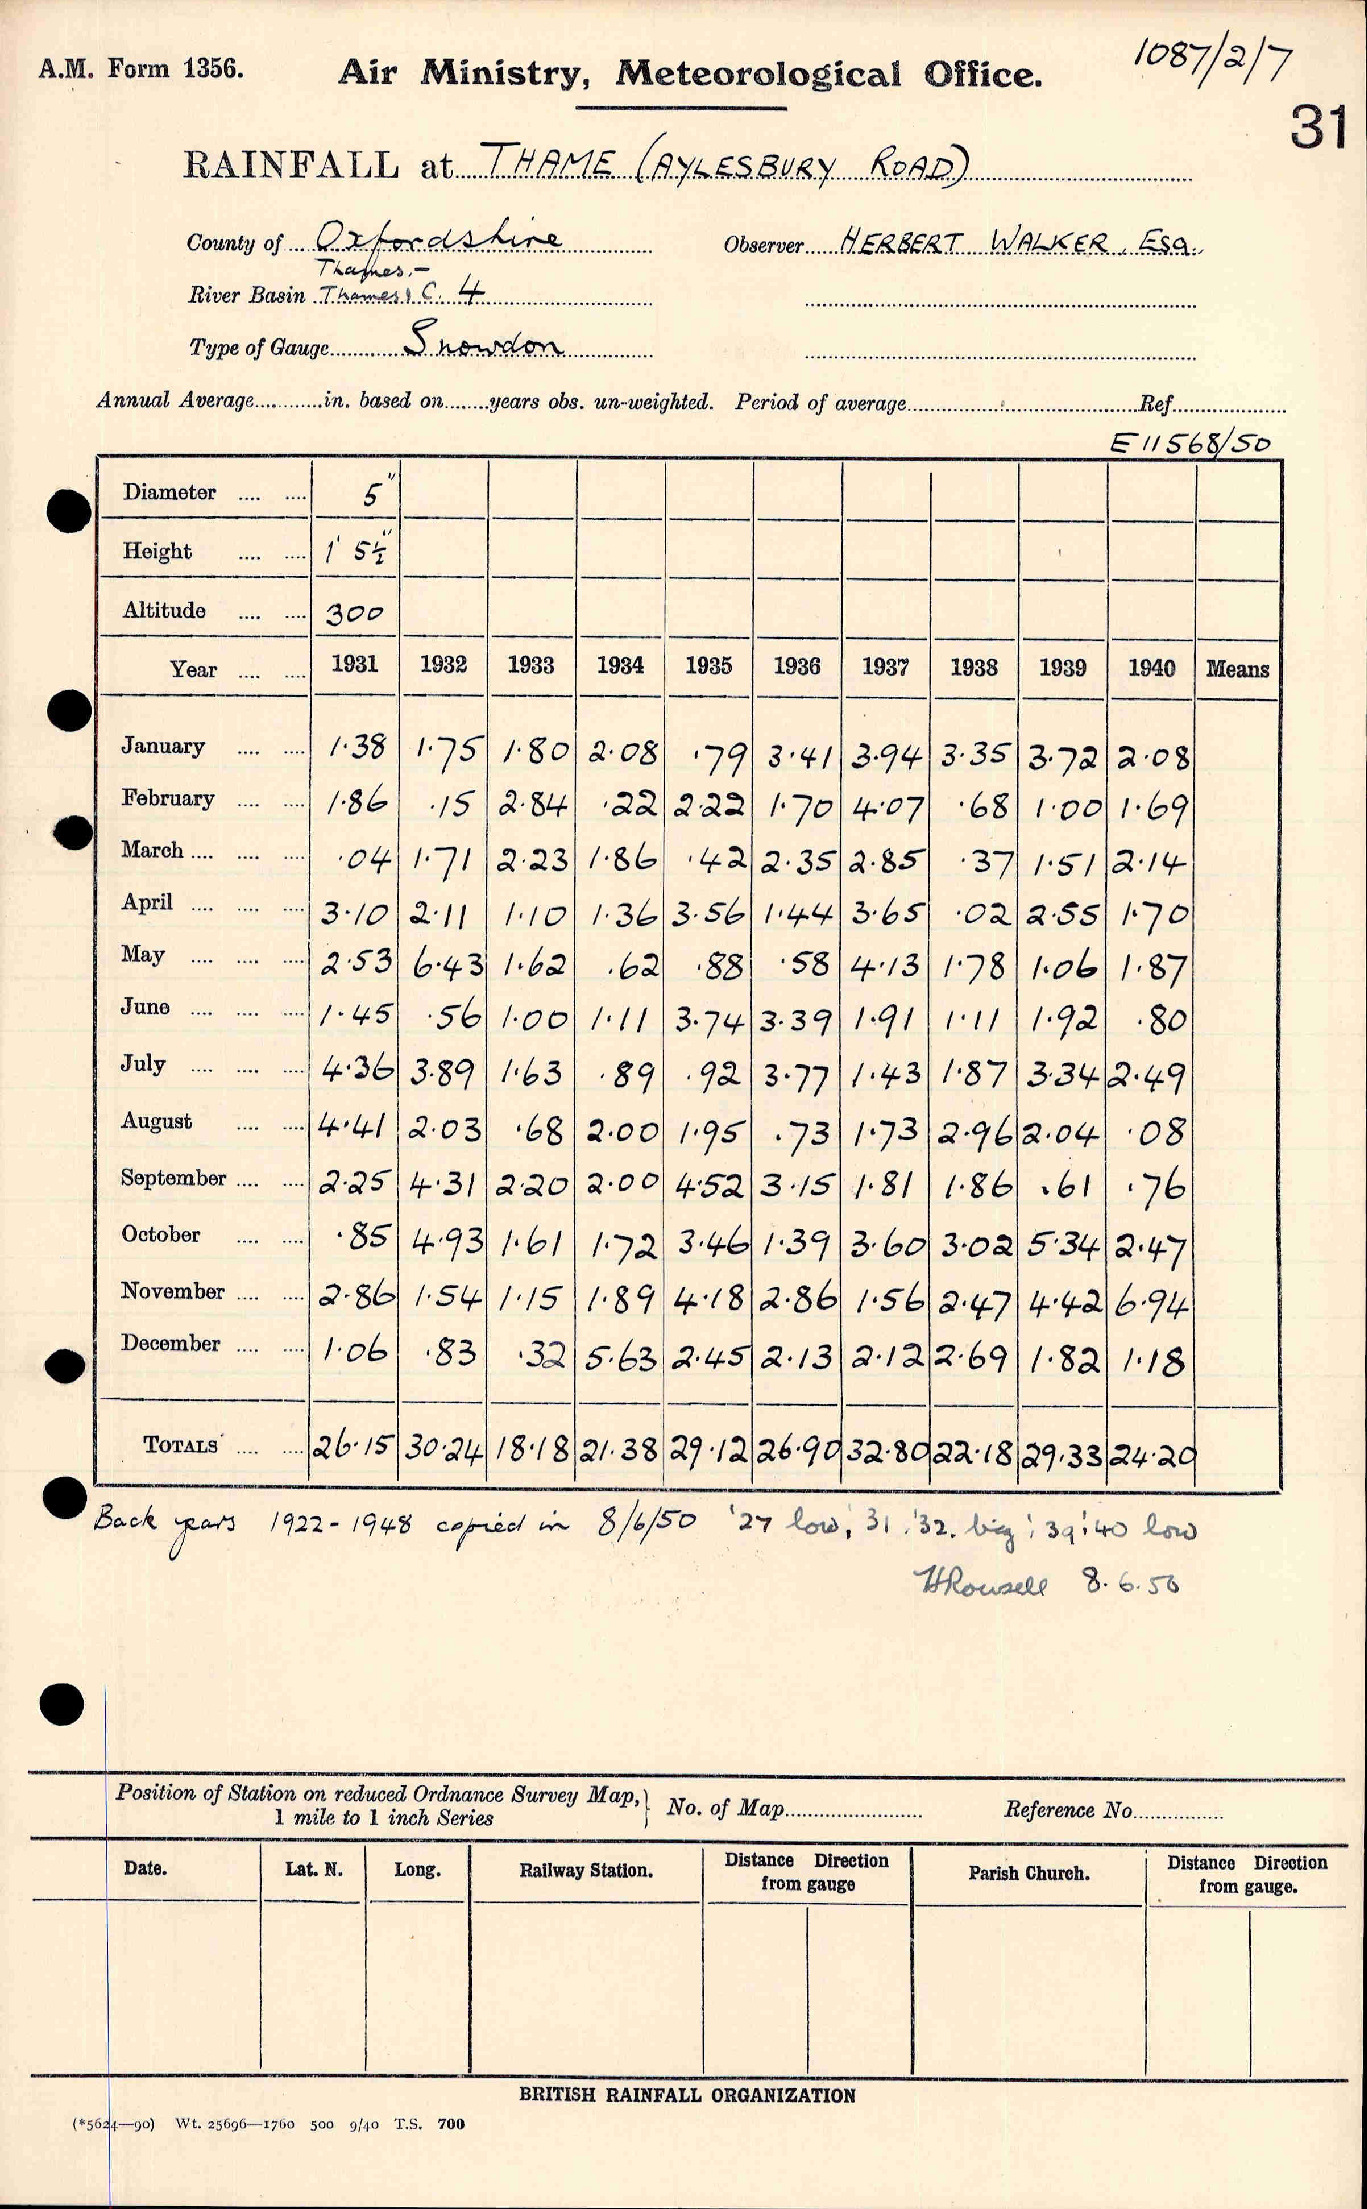 A.M. Form 1356.
Air Ministry, Meteorological Office.
1087/2/7
31
RAINFALL at THAME (AYLESBURY ROAD)
County of Oxfordshire
Observer HERBERT WALKER, Esq.,
Thames,-
River Basin Thames, C. 4
Type of Gauge Snowdon
Annual Average............in. based on........years obs. un-weighted. Period of average........................................Ref....................
E 11568/50
Diameter .... .... 5"
Height .... .... 1' 5½"
Altitude .... .... 300
Year .... .... 1931 1932 1933 1934 1935 1936 1937 1938 1939 1940 Means
January .... .... 1.38 1.75 1.80 2.08 .79 3.41 3.94 3.35 3.72 2.08
February .... .... 1.86 .15 2.84 .22 2.22 1.70 4.07 .68 1.00 1.69
March .... .... .... .04 1.71 2.23 1.86 .42 2.35 2.85 .37 1.51 2.14
April .... .... .... 3.10 2.11 1.10 1.36 3.56 1.44 3.65 .02 2.55 1.70
May .... .... .... 2.53 6.43 1.62 .62 .88 .58 4.13 1.78 1.06 1.87
June .... .... .... 1.45 .56 1.00 1.11 3.74 3.39 1.91 1.11 1.92 .80
July .... .... .... 4.36 3.89 1.63 .89 .92 3.77 1.43 1.87 3.34 2.49
August .... .... 4.41 2.03 .68 2.00 1.95 .73 1.73 2.96 2.04 .08
September .... .... 2.25 4.31 2.20 2.00 4.52 3.15 1.81 1.86 .61 .76
October .... .... .85 4.93 1.61 1.72 3.46 1.39 3.60 3.02 5.34 2.47
November .... .... 2.86 1.54 1.15 1.89 4.18 2.86 1.56 2.47 4.42 6.94
December .... .... 1.06 .83 .32 5.63 2.45 2.13 2.12 2.69 1.82 1.18
TOTALS .... .... 26.15 30.24 18.18 21.38 29.12 26.90 32.80 22.18 29.33 24.20
Back years 1922-1948 copied in 8/6/50 '27 low, '31, '32. big; '39, '40 low
HRowsell 8.6.50
Position of Station on reduced Ordnance Survey Map,
1 mile to 1 inch Series
No. of Map........................ Reference No................
Date. Lat. N. Long. Railway Station. Distance Direction from gauge Parish Church. Distance Direction from gauge.
BRITISH RAINFALL ORGANIZATION
(*5624—90) Wt. 25696—1760 500 9/40 T.S. 700